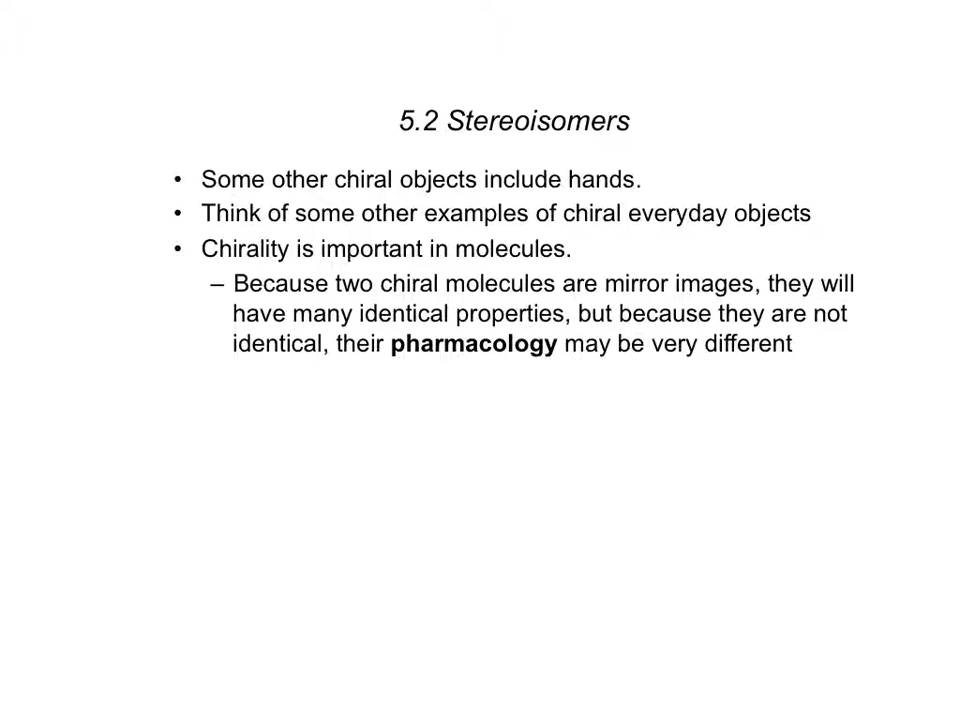 5.2 Stereoisomers
• Some other chiral objects include hands.
• Think of some other examples of chiral everyday objects
• Chirality is important in molecules.
– Because two chiral molecules are mirror images, they will
have many identical properties, but because they are not
identical, their pharmacology may be very different